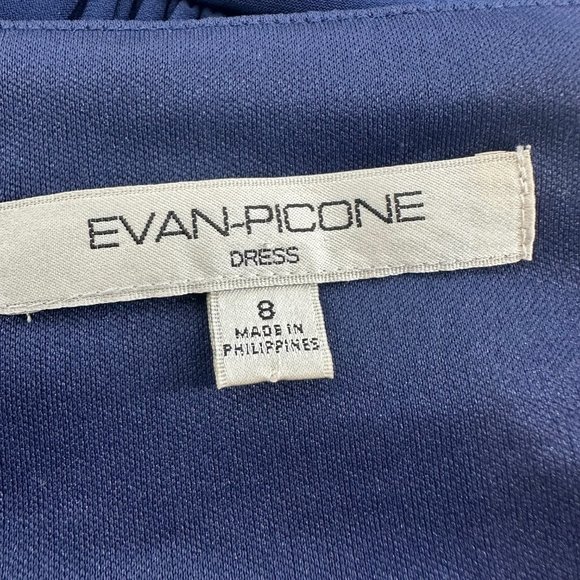 EVAN-PICONE
DRESS
8
MADE IN
PHILIPPINES